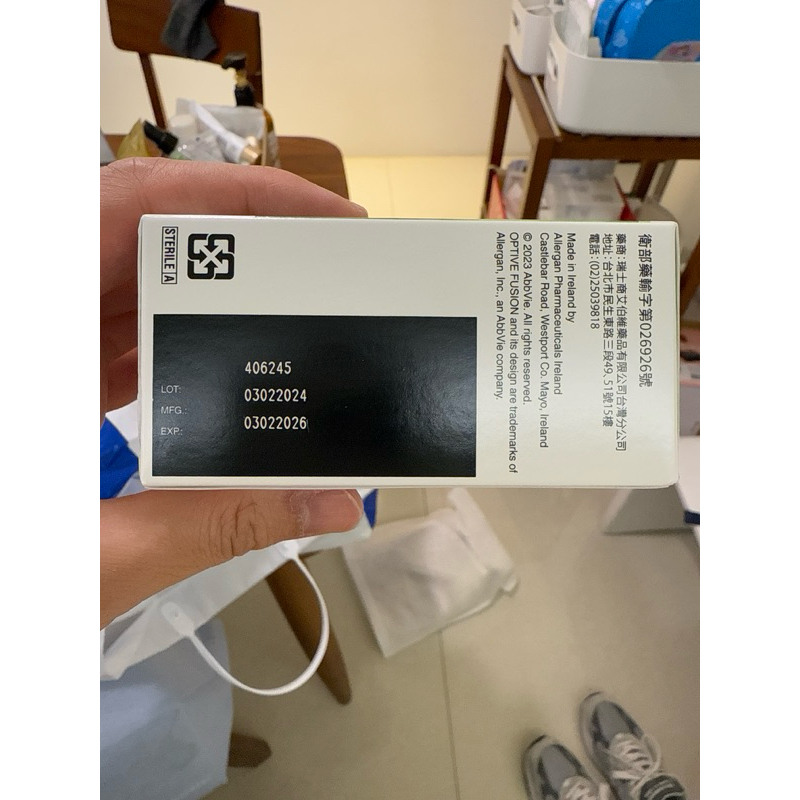 衛部藥輸字第026926號
藥商:瑞士商艾伯維藥品有限公司台灣分公司
地址:台北市民生東路三段49、51號15樓
電話:(02)25039818
Made in Ireland by
Allergan Pharmaceuticals Ireland
Castlebar Road, Westport Co. Mayo, Ireland
© 2023 AbbVie. All rights reserved.
OPTIVE FUSION and its design are trademarks of
Allergan, Inc., an AbbVie company.
STERILE A
406245
LOT: 03022024
MFG.: 03022026
EXP.: